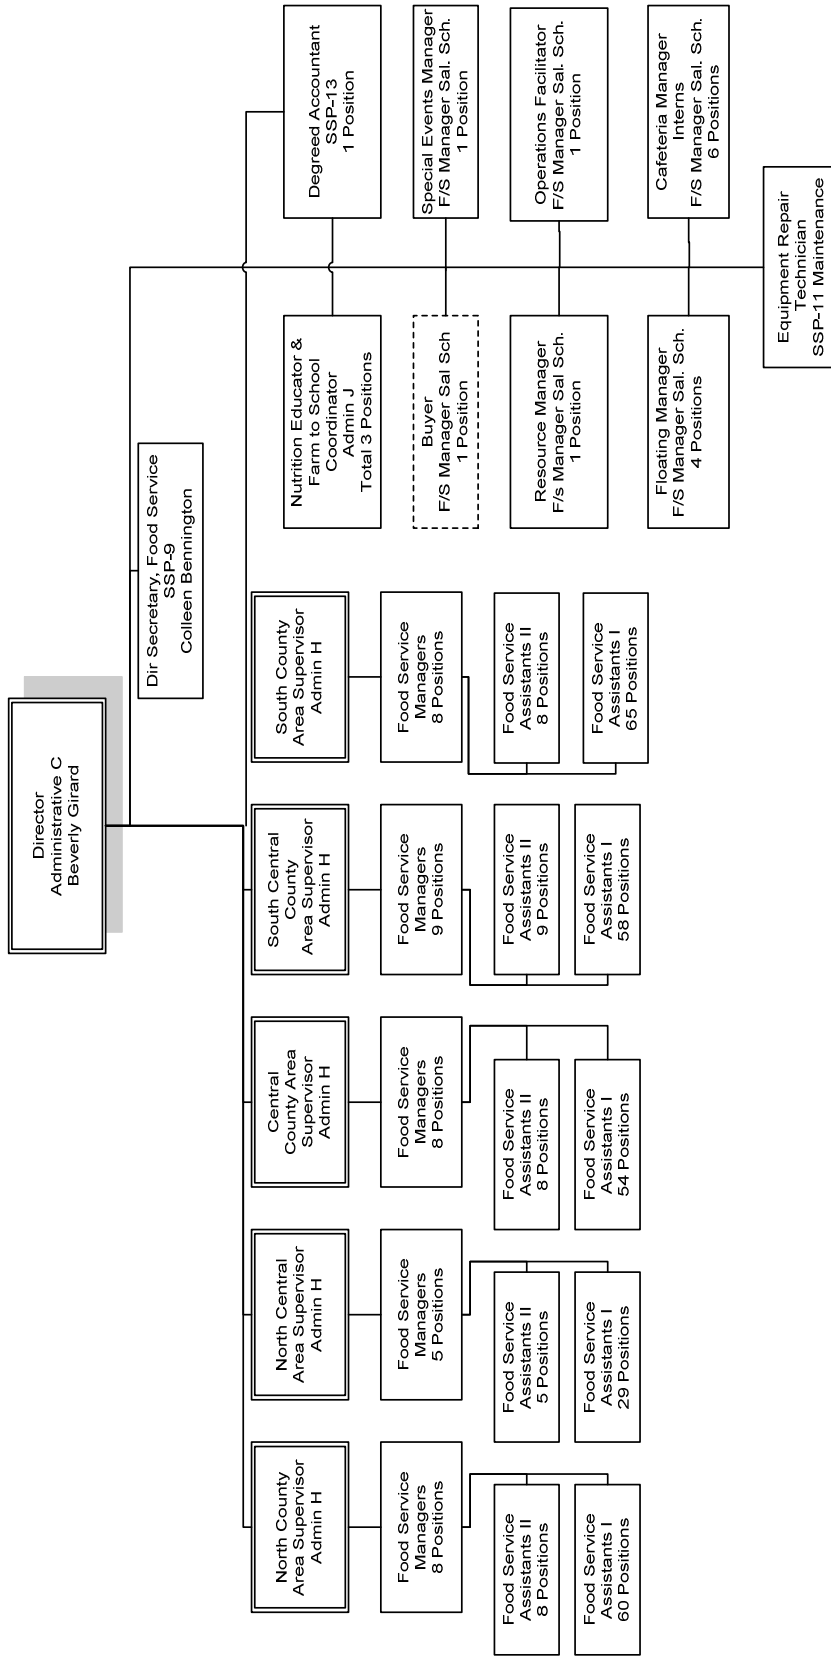 Director
Administrative C
Beverly Girard
Dir Secretary, Food Service
SSP-9
Colleen Bennington
North County
Area Supervisor
Admin H
North Central
Area Supervisor
Admin H
Central
County Area
Supervisor
Admin H
South Central
County
Area Supervisor
Admin H
South County
Area Supervisor
Admin H
Nutrition Educator &
Farm to School
Coordinator
Admin J
Total 3 Positions
Degreed Accountant
SSP-13
1 Position
Food Service
Managers
8 Positions
Food Service
Managers
5 Positions
Food Service
Managers
8 Positions
Food Service
Managers
9 Positions
Food Service
Managers
8 Positions
Buyer
F/S Manager Sal Sch
1 Position
Special Events Manager
F/S Manager Sal. Sch.
1 Position
Food Service
Assistants II
8 Positions
Food Service
Assistants II
5 Positions
Food Service
Assistants II
8 Positions
Food Service
Assistants II
9 Positions
Food Service
Assistants II
8 Positions
Resource Manager
F/s Manager Sal Sch.
1 Position
Operations Facilitator
F/S Manager Sal. Sch.
1 Position
Food Service
Assistants I
60 Positions
Food Service
Assistants I
29 Positions
Food Service
Assistants I
54 Positions
Food Service
Assistants I
58 Positions
Food Service
Assistants I
65 Positions
Floating Manager
F/S Manager Sal. Sch.
4 Positions
Cafeteria Manager
Interns
F/S Manager Sal. Sch.
6 Positions
Equipment Repair
Technician
SSP-11 Maintenance